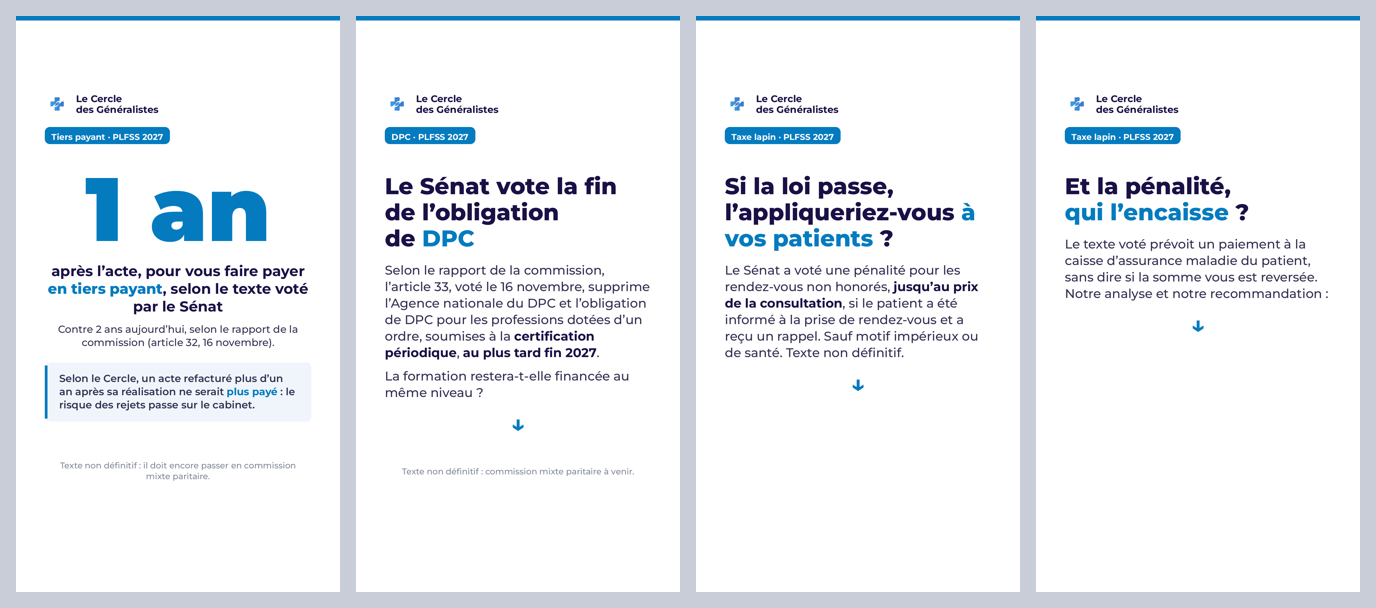 Le Cercle
des Généralistes
Tiers payant · PLFSS 2027
1 an
après l’acte, pour vous faire payer
en tiers payant, selon le texte voté
par le Sénat
Contre 2 ans aujourd’hui, selon le rapport de la
commission (article 32, 16 novembre).
Selon le Cercle, un acte refacturé plus d’un
an après sa réalisation ne serait plus payé : le
risque des rejets passe sur le cabinet.
Texte non définitif : il doit encore passer en commission
mixte paritaire.
Le Cercle
des Généralistes
DPC · PLFSS 2027
Le Sénat vote la fin
de l’obligation
de DPC
Selon le rapport de la commission,
l’article 33, voté le 16 novembre, supprime
l’Agence nationale du DPC et l’obligation
de DPC pour les professions dotées d’un
ordre, soumises à la certification
périodique, au plus tard fin 2027.
La formation restera-t-elle financée au
même niveau ?
Texte non définitif : commission mixte paritaire à venir.
Le Cercle
des Généralistes
Taxe lapin · PLFSS 2027
Si la loi passe,
l’appliqueriez-vous à
vos patients ?
Le Sénat a voté une pénalité pour les
rendez-vous non honorés, jusqu’au prix
de la consultation, si le patient a été
informé à la prise de rendez-vous et a
reçu un rappel. Sauf motif impérieux ou
de santé. Texte non définitif.
Le Cercle
des Généralistes
Taxe lapin · PLFSS 2027
Et la pénalité,
qui l’encaisse ?
Le texte voté prévoit un paiement à la
caisse d’assurance maladie du patient,
sans dire si la somme vous est reversée.
Notre analyse et notre recommandation :